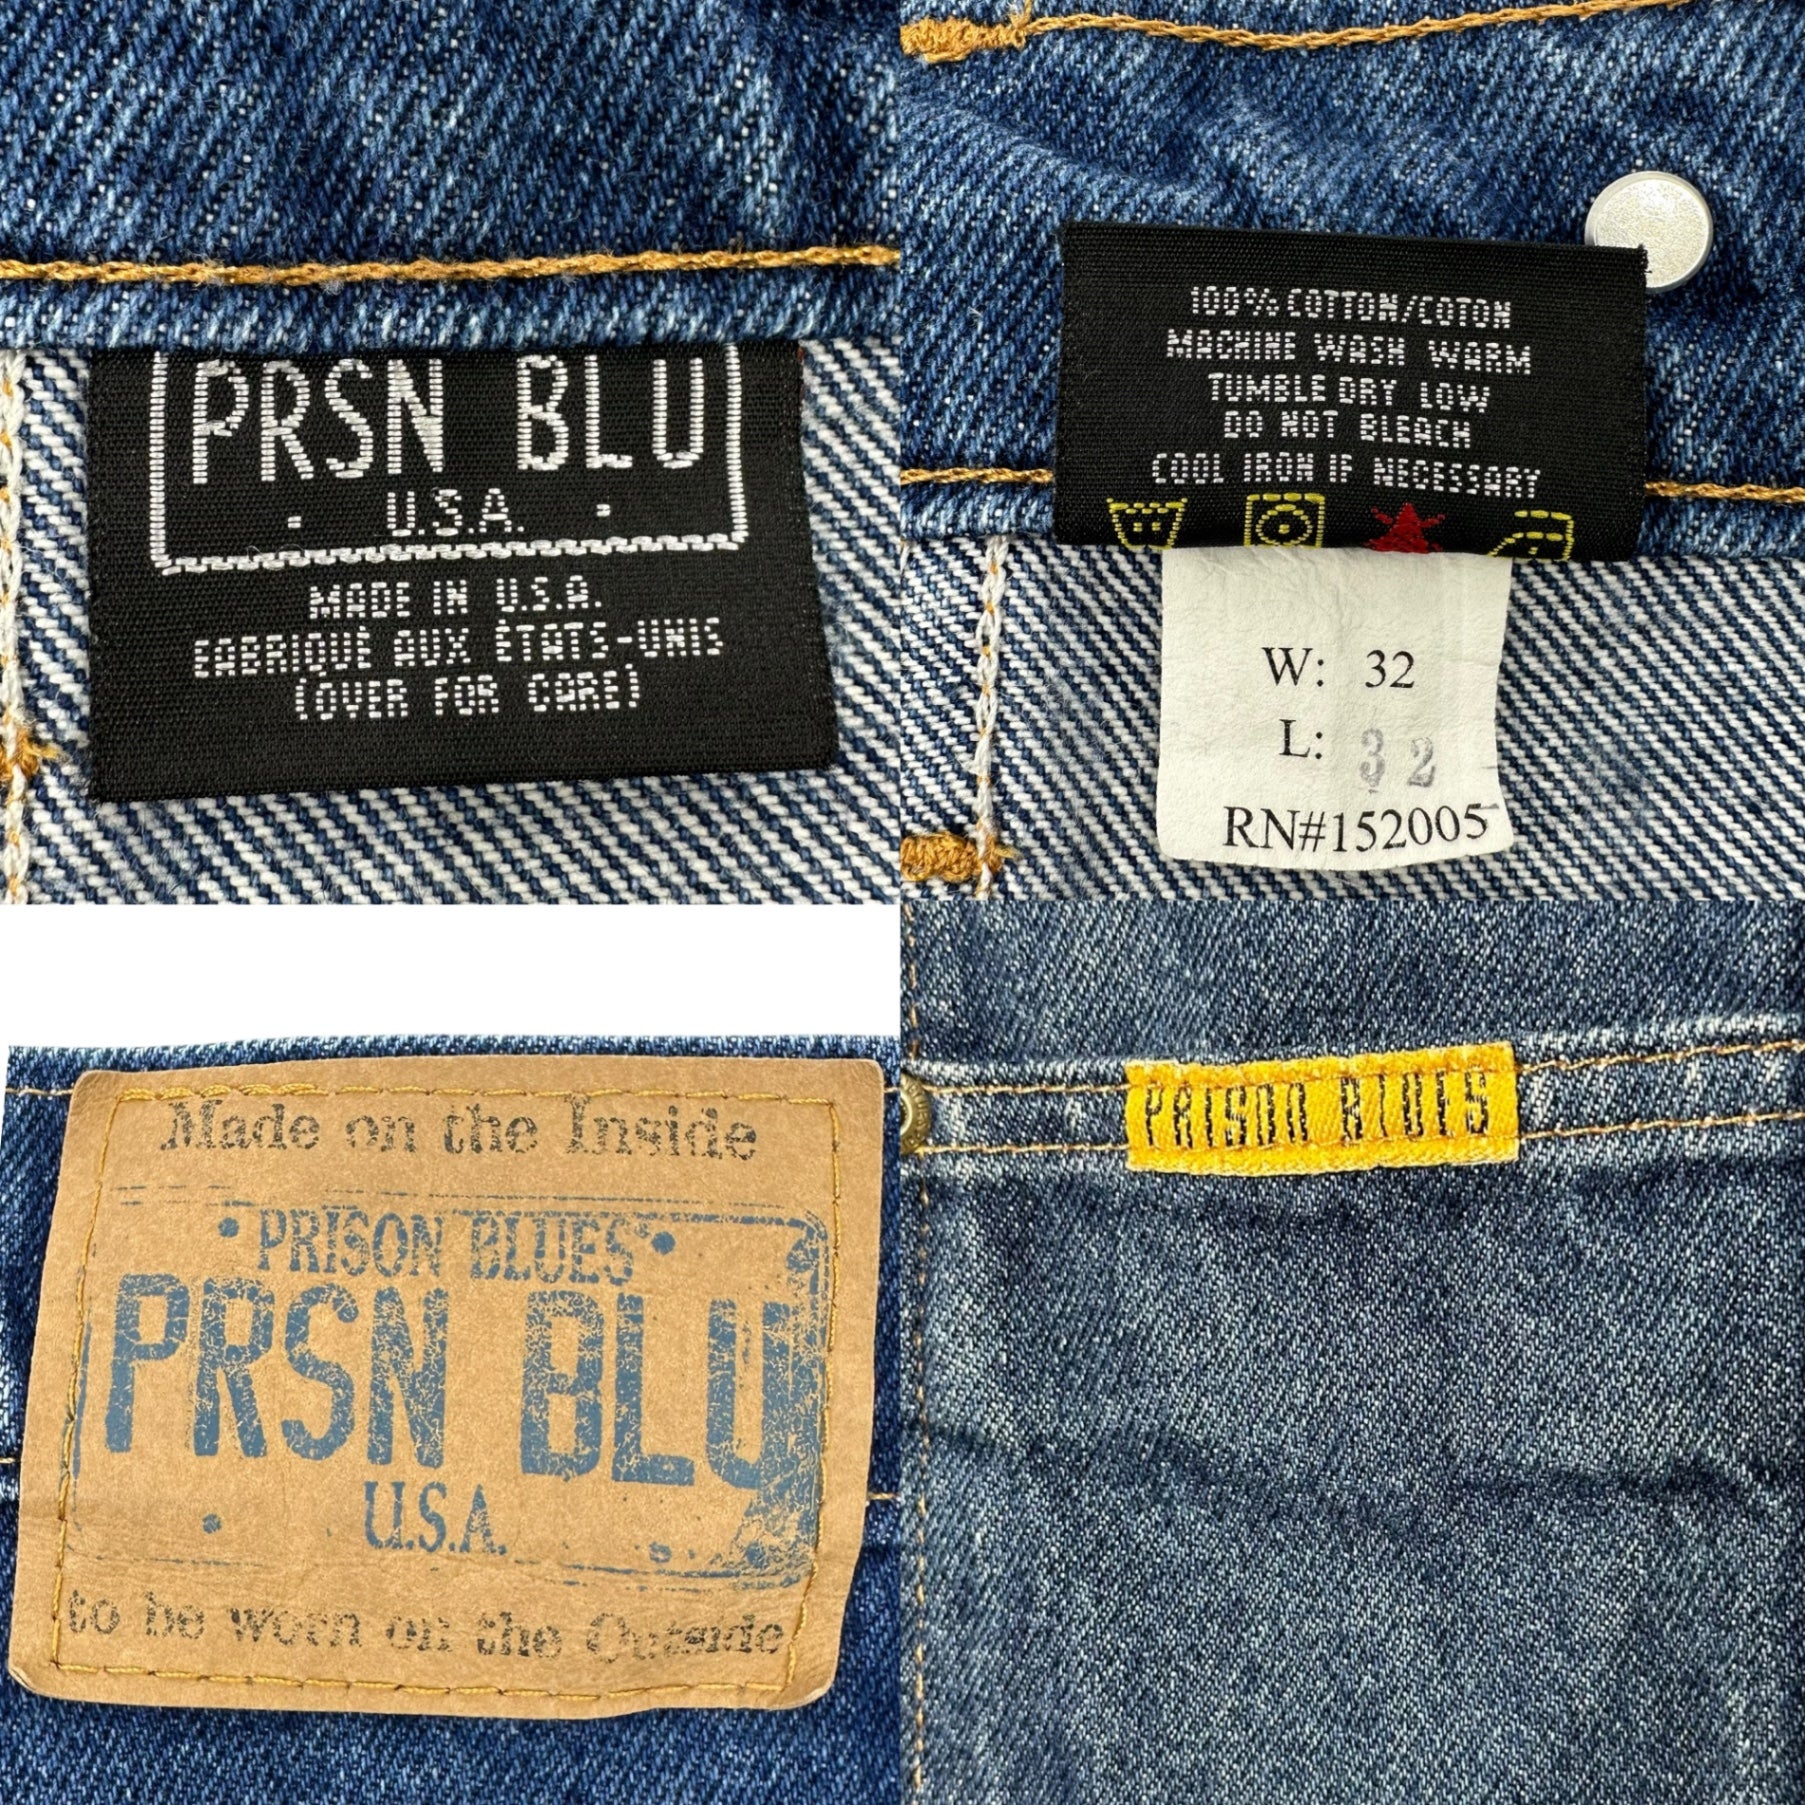 PRSN BLU
U.S.A.
MADE IN U.S.A.
FABRIQUÉ AUX ÉTATS-UNIS
(OVER FOR CARE)
100% COTTON/COTON
MACHINE WASH WARM
TUMBLE DRY LOW
DO NOT BLEACH
COOL IRON IF NECESSARY
W: 32
L: 32
RN#152005
Made on the Inside
PRISON BLUES
PRSN BLU
U.S.A.
to be worn on the Outside
PRISON BLUES